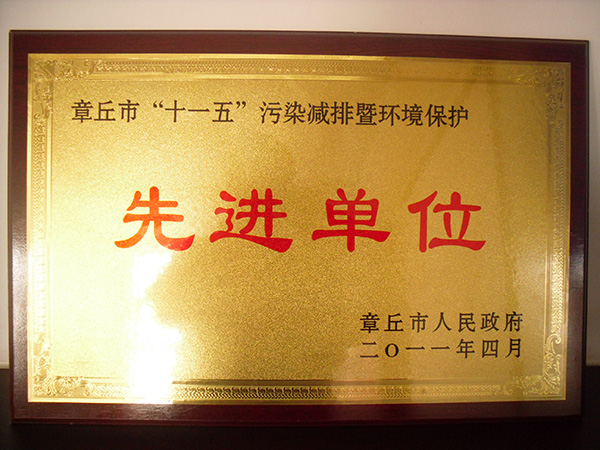 章丘市“十一五”污染减排暨环境保护
先进单位
章丘市人民政府
二〇一一年四月